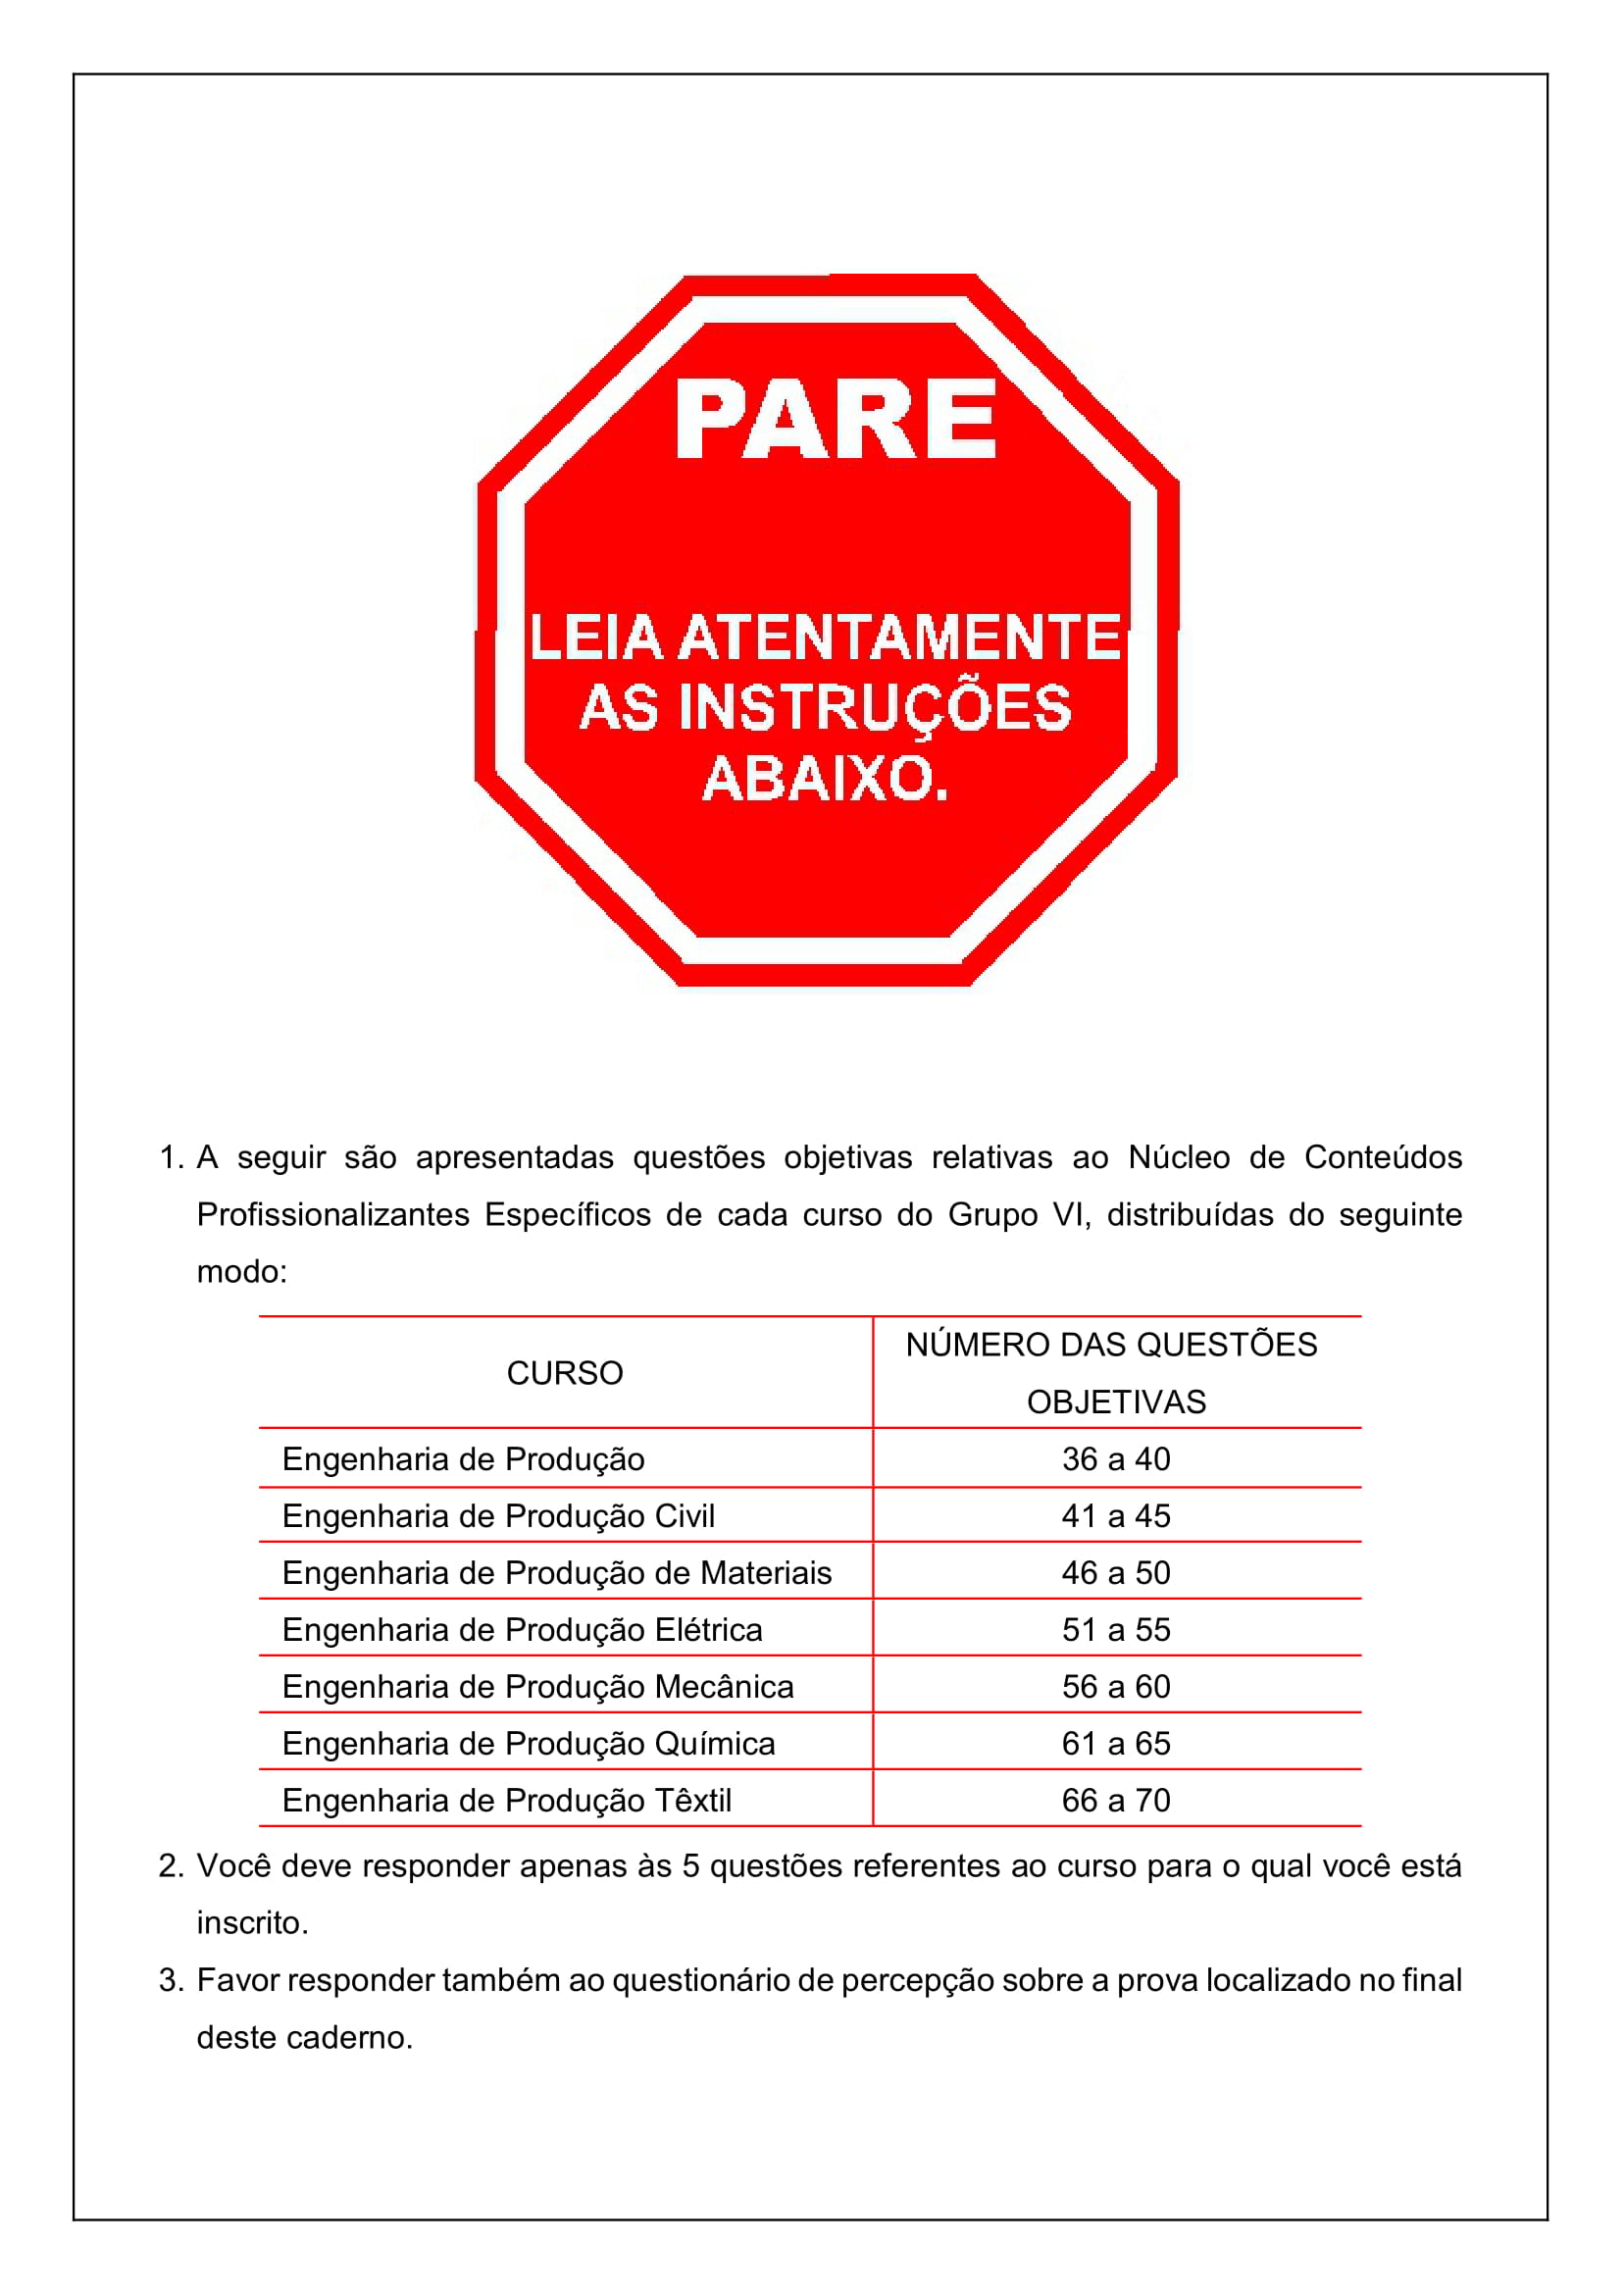 PARE
LEIA ATENTAMENTE
AS INSTRUÇÕES
ABAIXO.
1. A seguir são apresentadas questões objetivas relativas ao Núcleo de Conteúdos
Profissionalizantes Específicos de cada curso do Grupo VI, distribuídas do seguinte
modo:
CURSO
NÚMERO DAS QUESTÕES
OBJETIVAS
Engenharia de Produção 36 a 40
Engenharia de Produção Civil 41 a 45
Engenharia de Produção de Materiais 46 a 50
Engenharia de Produção Elétrica 51 a 55
Engenharia de Produção Mecânica 56 a 60
Engenharia de Produção Química 61 a 65
Engenharia de Produção Têxtil 66 a 70
2. Você deve responder apenas às 5 questões referentes ao curso para o qual você está
inscrito.
3. Favor responder também ao questionário de percepção sobre a prova localizado no final
deste caderno.